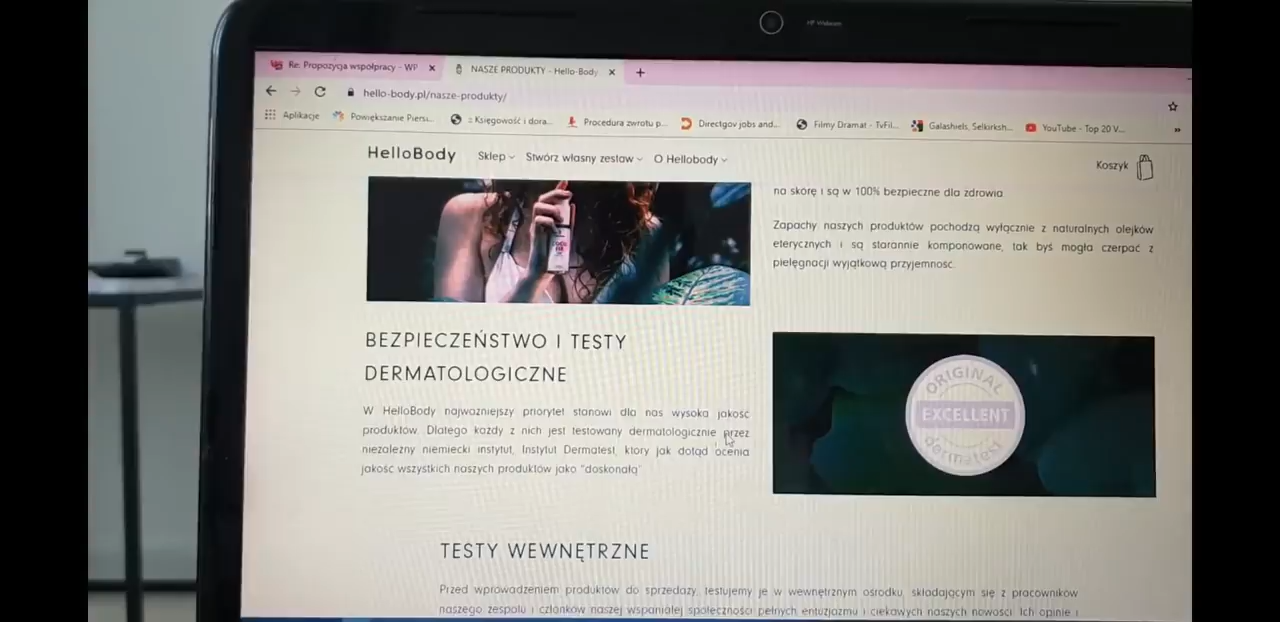 HP Webcam
Re: Propozycja współpracy - WP
NASZE PRODUKTY - Hello-Body
hello-body.pl/nasze-produkty/
Aplikacje
Powiększanie Piersi...
:: Księgowość i dora...
Procedura zwrotu p...
Directgov jobs and...
Filmy Dramat - TvFil...
Galashiels, Selkirksh...
YouTube - Top 20 V...
»
HelloBody
Sklep
Stwórz własny zestaw
O Hellobody
Koszyk
na skórę i są w 100% bezpieczne dla zdrowia.
Zapachy naszych produktów pochodzą wyłącznie z naturalnych olejków
eterycznych i są starannie komponowane, tak byś mogła czerpać z
pielęgnacji wyjątkową przyjemność.
BEZPIECZEŃSTWO I TESTY
DERMATOLOGICZNE
W HelloBody najważniejszy priorytet stanowi dla nas wysoka jakość
produktów. Dlatego każdy z nich jest testowany dermatologicznie przez
niezależny niemiecki instytut, Instytut Dermatest, który jak dotąd ocenia
jakość wszystkich naszych produktów jako "doskonałą"
ORIGINAL
EXCELLENT
dermatest
TESTY WEWNĘTRZNE
Przed wprowadzeniem produktów do sprzedaży, testujemy je w wewnętrznym ośrodku, składającym się z pracowników
naszego zespołu i członków naszej wspaniałej społeczności pełnych entuzjazmu i ciekawych naszych nowości. Ich opinie i